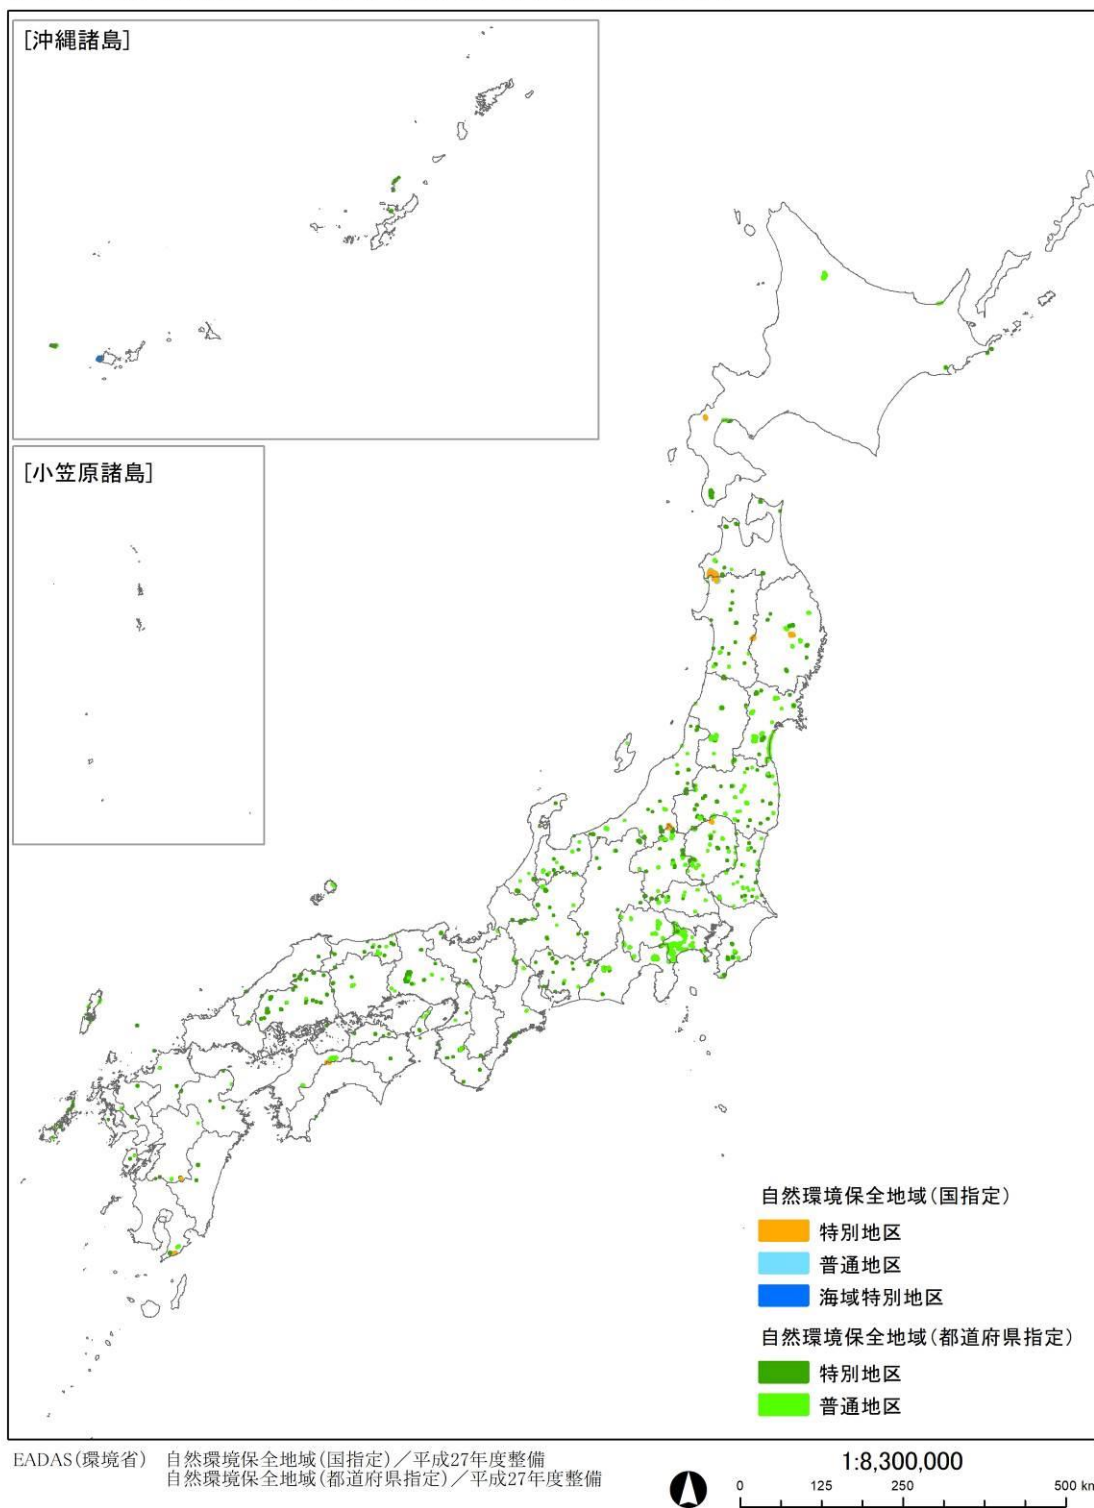 [沖縄諸島]
[小笠原諸島]
自然環境保全地域(国指定)
特別地区
普通地区
海域特別地区
自然環境保全地域(都道府県指定)
特別地区
普通地区
EADAS(環境省) 自然環境保全地域(国指定)／平成27年度整備
自然環境保全地域(都道府県指定)／平成27年度整備
1:8,300,000
0 125 250 500 km